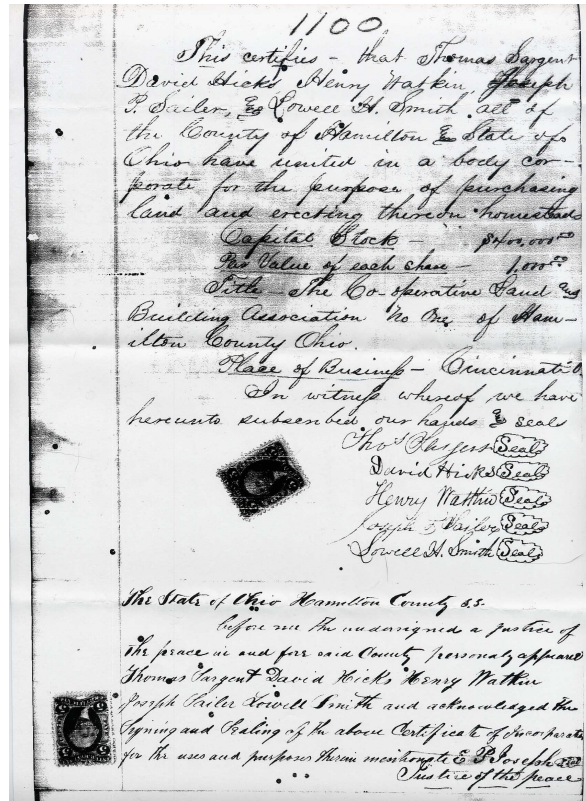 1100
This certifies - that Thomas Sargent
David Hicks, Henry Watkin, Joseph
P. Sailer, & Lowell H. Smith all of
the County of Hamilton & State of
Ohio have united in a body cor-
porate for the purpose of purchasing
land and erecting thereon homesteads
Capital Stock - $400,000.00
Par Value of each share - 1,000.00
Title The Co-operative Land and
Building Association No One of Ham-
ilton County Ohio.
Place of Business - Cincinnati O.
In witness whereof we have
hereunto subscribed our hands & seals
Thos Sargent Seal
David Hicks Seal
Henry Watkin Seal
Joseph Sailer Seal
Lowell H. Smith Seal
The State of Ohio Hamilton County S.S.
before me the undersigned a Justice of
the peace in and fore said County personaly appeared
Thomas Sargent David Hicks Henry Watkin
Joseph Sailer Lowell Smith and acknowledged the
Signing and Sealing of the above Certificate of Incorporation
for the uses and purposes therein mentioned E P Joseph Seal
Justice of the peace